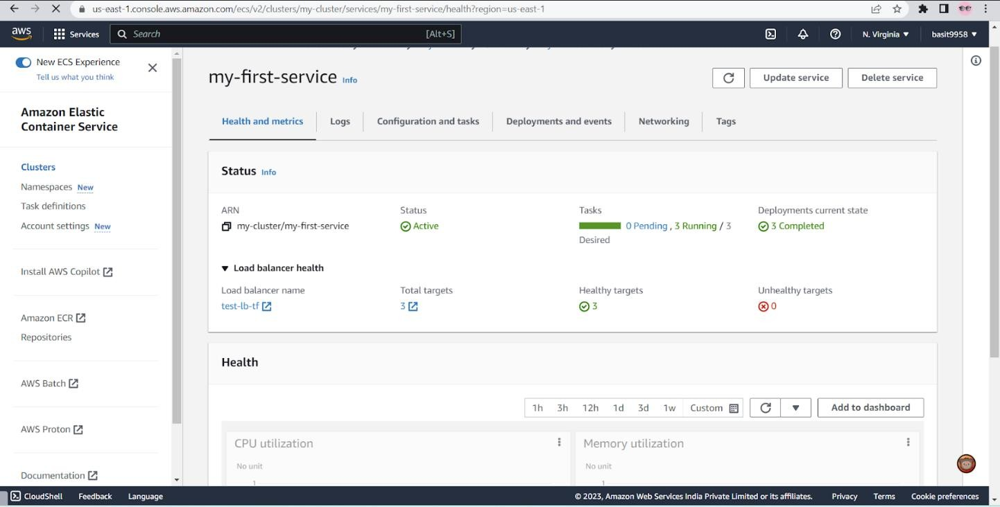 us-east-1.console.aws.amazon.com/ecs/v2/clusters/my-cluster/services/my-first-service/health?region=us-east-1
aws
Services
Search
[Alt+S]
N. Virginia
basit9958
New ECS Experience
Tell us what you think
Amazon Elastic
Container Service
Clusters
Namespaces New
Task definitions
Account settings New
Install AWS Copilot
Amazon ECR
Repositories
AWS Batch
AWS Proton
Documentation
my-first-service Info
Update service
Delete service
Health and metrics
Logs
Configuration and tasks
Deployments and events
Networking
Tags
Status Info
ARN
my-cluster/my-first-service
Status
Active
Tasks
0 Pending , 3 Running / 3
Desired
Deployments current state
3 Completed
Load balancer health
Load balancer name
test-lb-tf
Total targets
3
Healthy targets
3
Unhealthy targets
0
Health
1h 3h 12h 1d 3d 1w Custom
Add to dashboard
CPU utilization
No unit
1
Memory utilization
No unit
1
CloudShell
Feedback
Language
© 2023, Amazon Web Services India Private Limited or its affiliates.
Privacy
Terms
Cookie preferences